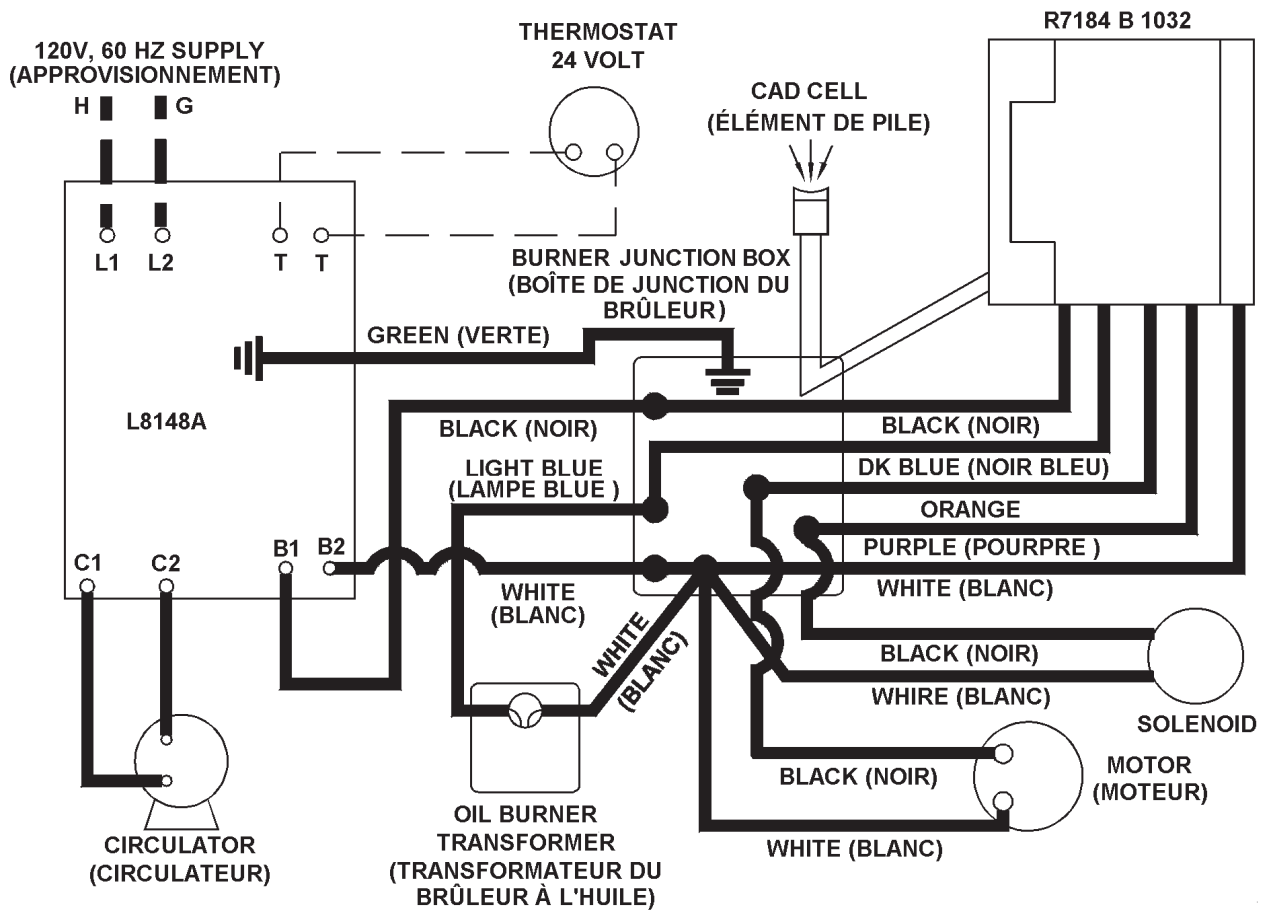 R7184 B 1032
THERMOSTAT
24 VOLT
120V, 60 HZ SUPPLY
(APPROVISIONNEMENT)
H
G
CAD CELL
(ÉLÉMENT DE PILE)
L1
L2
T
T
BURNER JUNCTION BOX
(BOÎTE DE JUNCTION DU
BRÛLEUR)
GREEN (VERTE)
L8148A
BLACK (NOIR)
BLACK (NOIR)
LIGHT BLUE
(LAMPE BLUE )
DK BLUE (NOIR BLEU)
ORANGE
PURPLE (POURPRE )
C1
C2
B1
B2
WHITE
(BLANC)
WHITE (BLANC)
WHITE
(BLANC)
BLACK (NOIR)
WHIRE (BLANC)
SOLENOID
BLACK (NOIR)
MOTOR
(MOTEUR)
WHITE (BLANC)
CIRCULATOR
(CIRCULATEUR)
OIL BURNER
TRANSFORMER
(TRANSFORMATEUR DU
BRÛLEUR À L'HUILE)